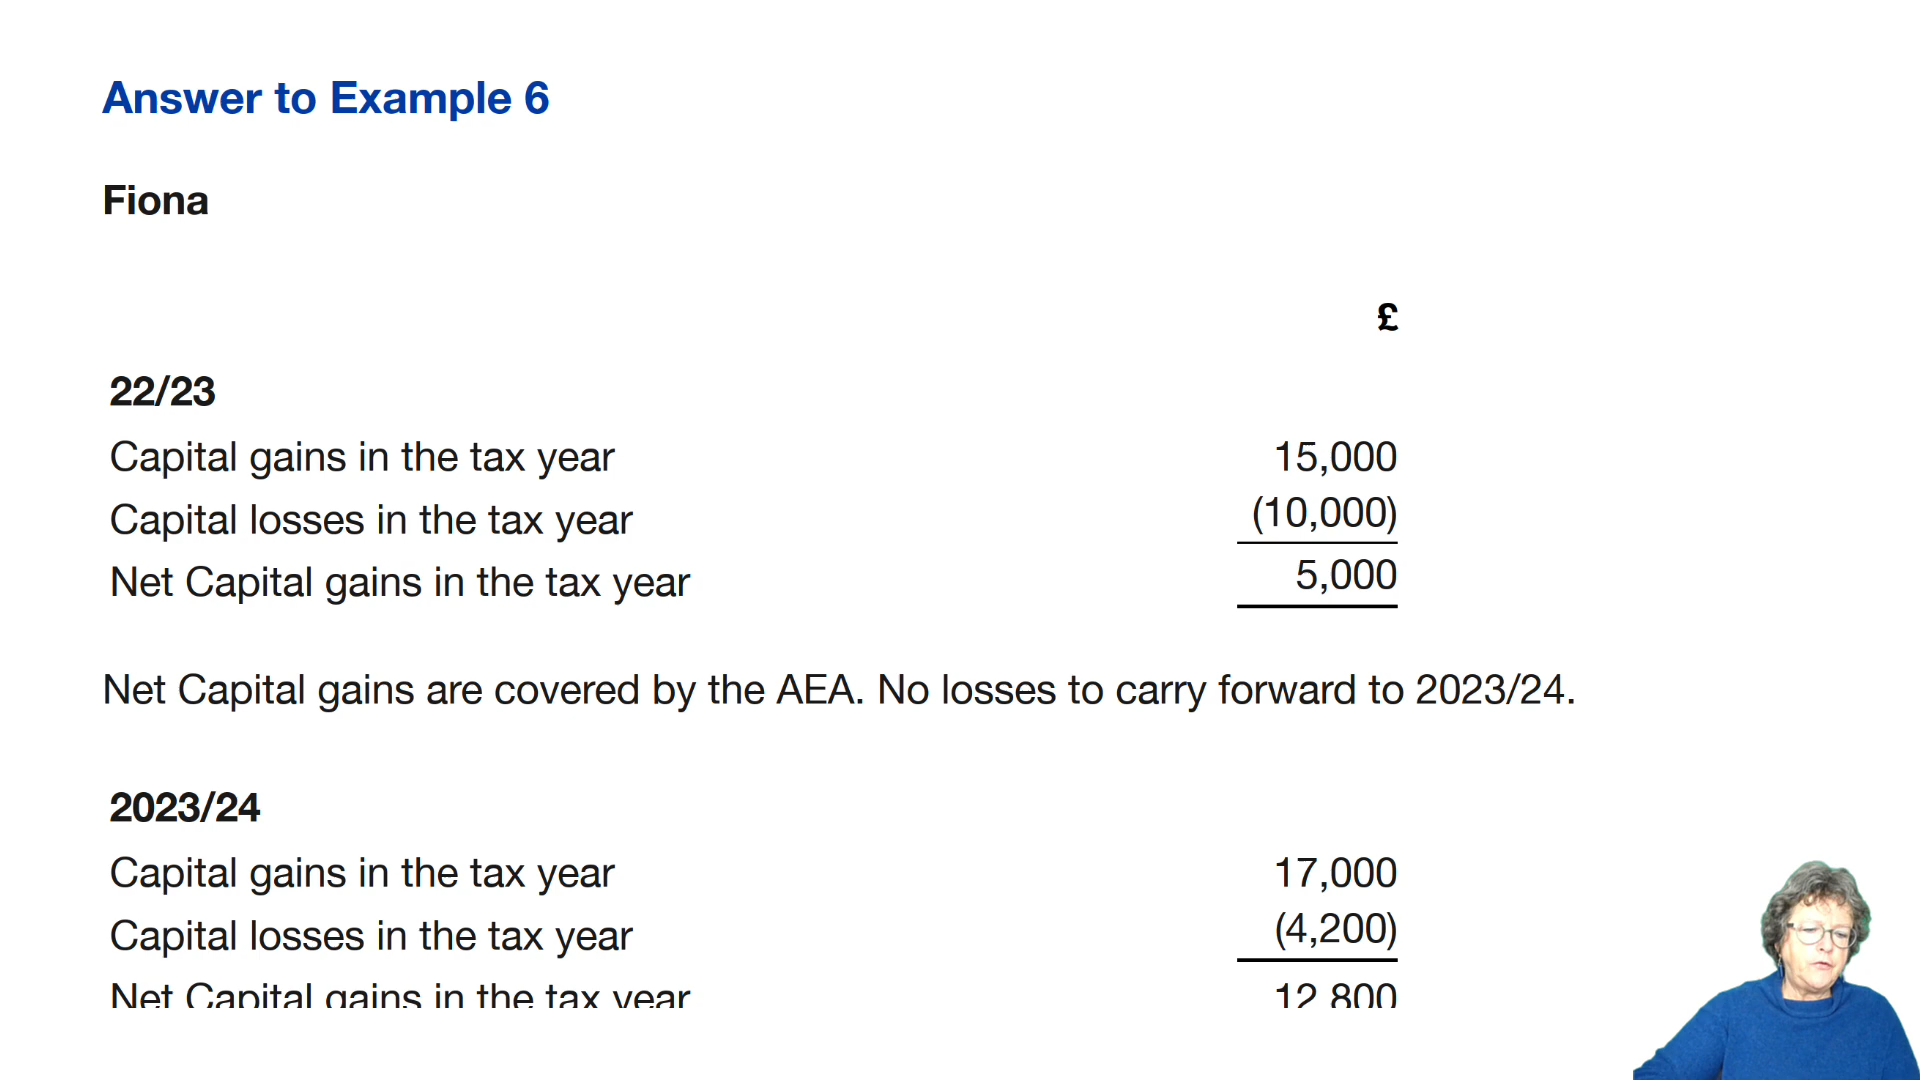 Answer to Example 6
Fiona
£
22/23
Capital gains in the tax year 15,000
Capital losses in the tax year (10,000)
Net Capital gains in the tax year 5,000
Net Capital gains are covered by the AEA. No losses to carry forward to 2023/24.
2023/24
Capital gains in the tax year 17,000
Capital losses in the tax year (4,200)
Net Capital gains in the tax year 12,800